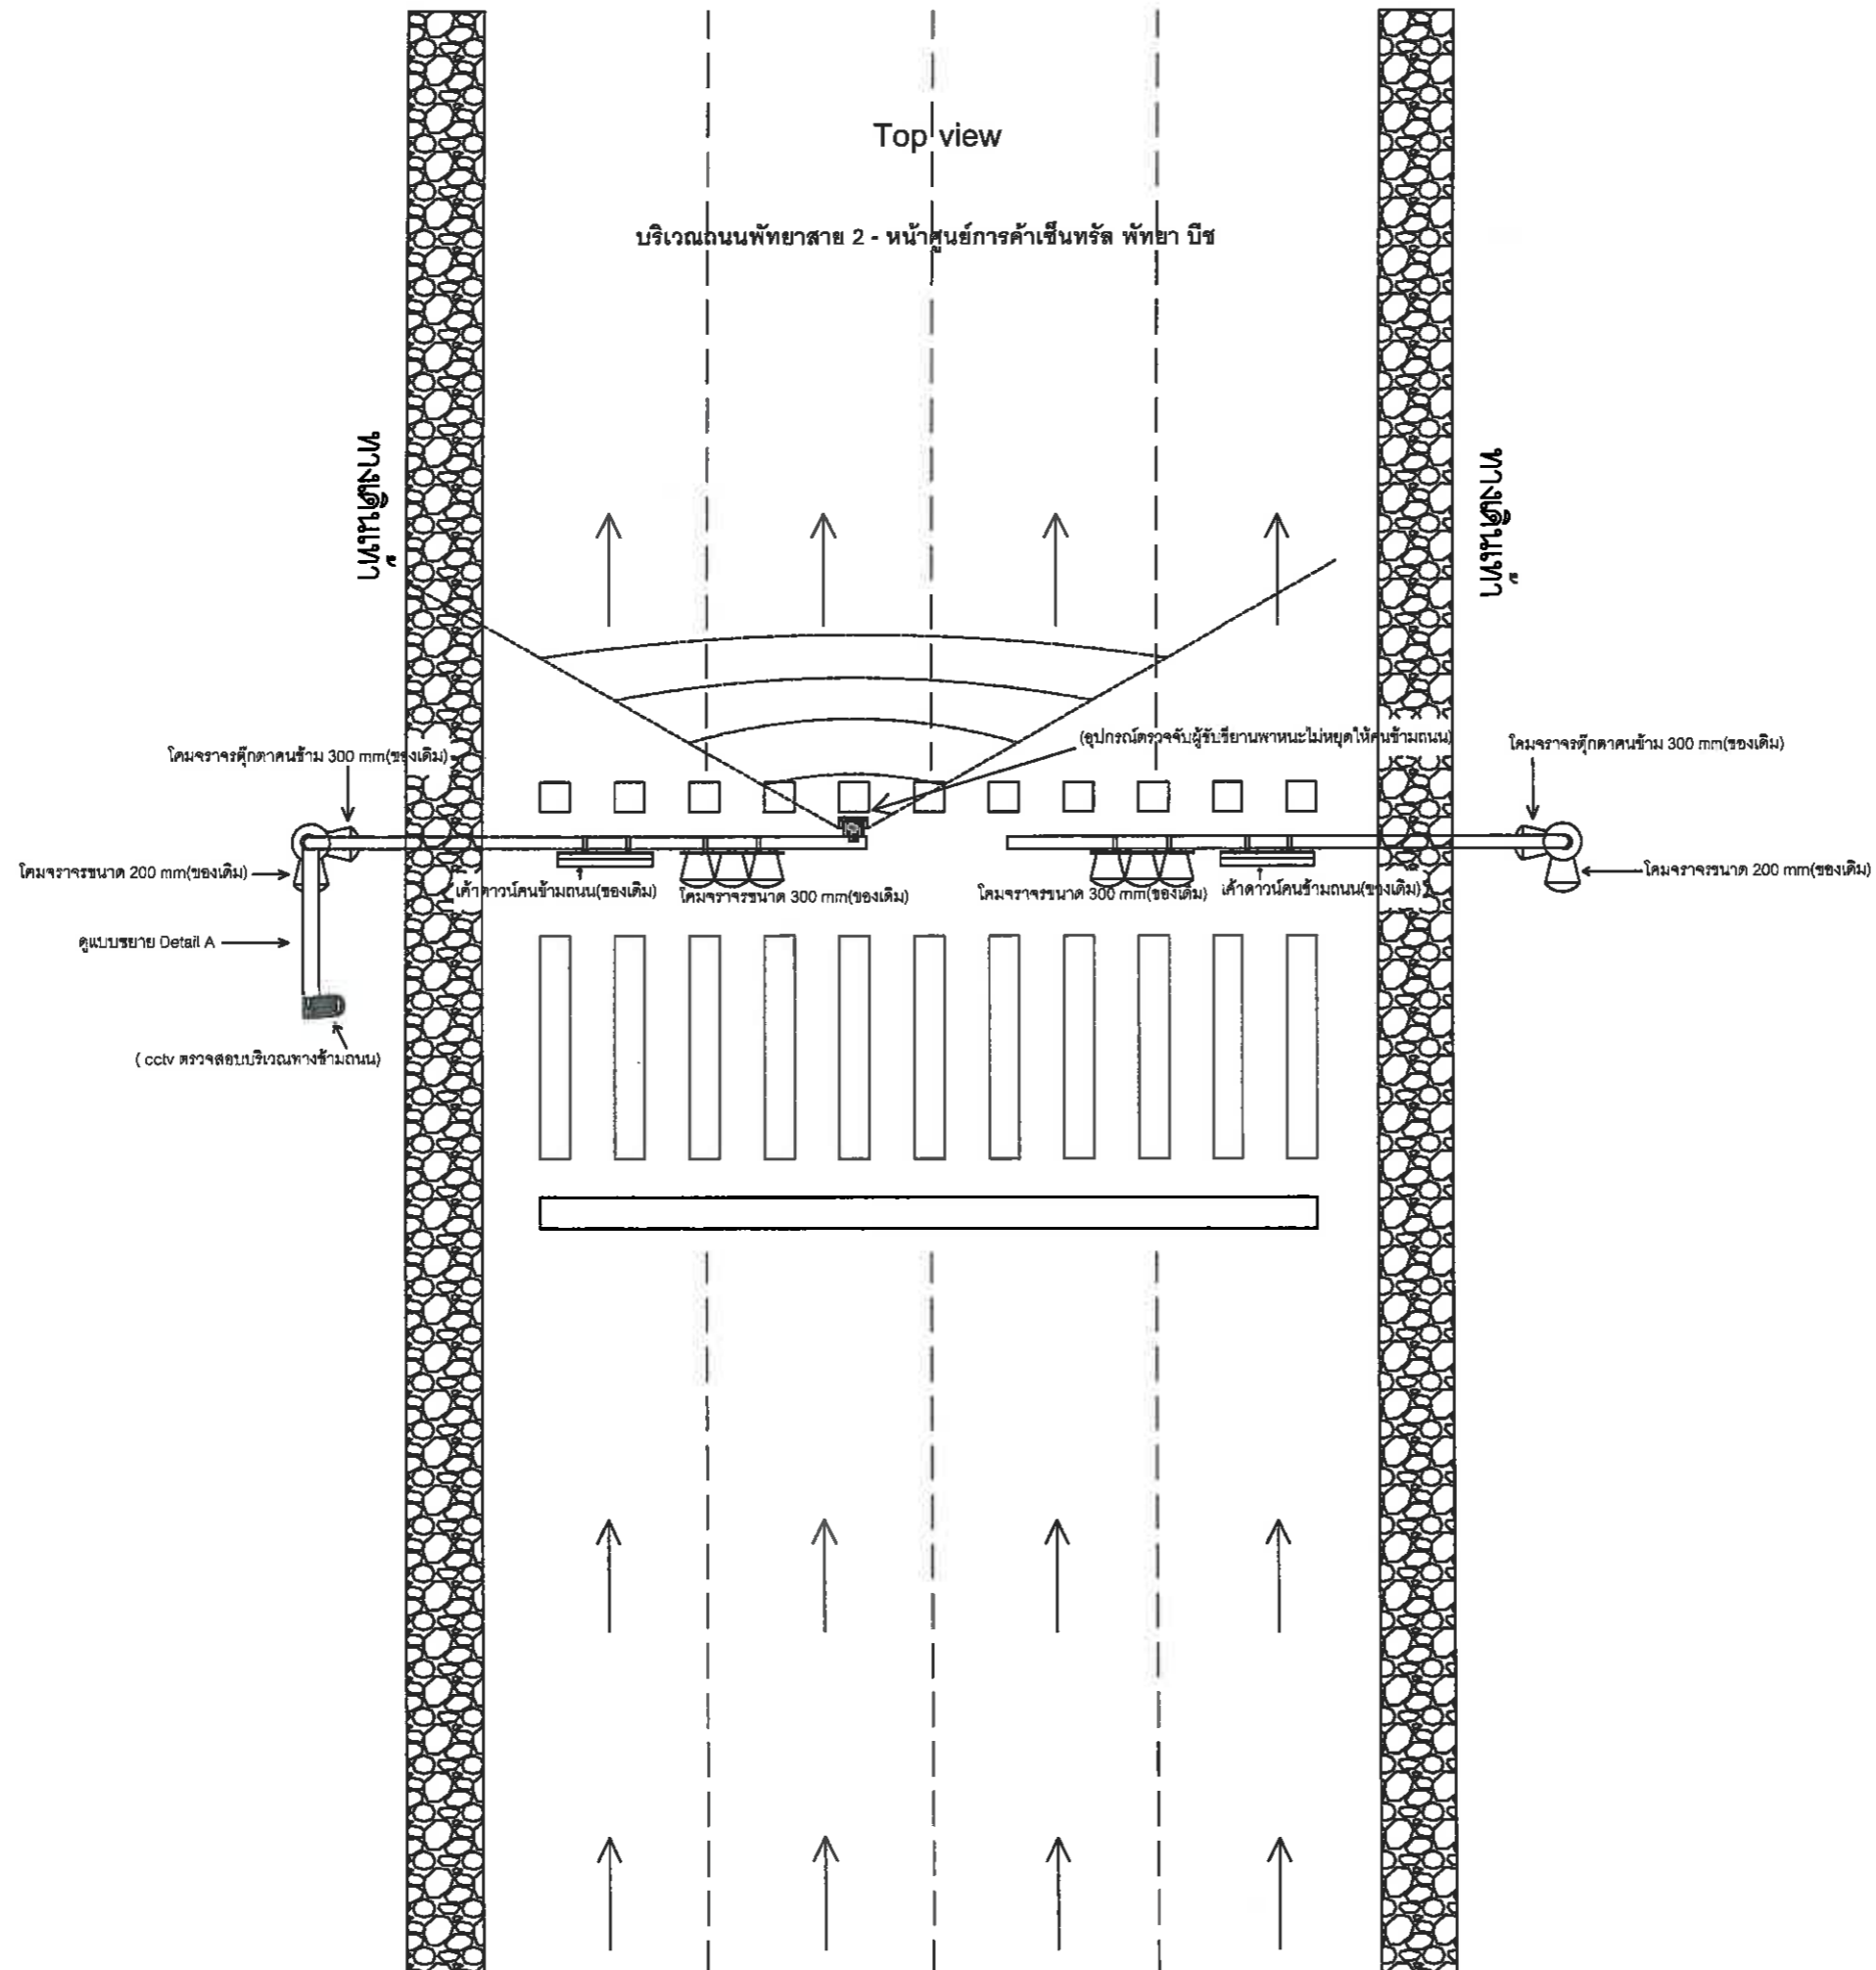 Top view
บริเวณถนนพัทยาสาย 2 - หน้าศูนย์การค้าเซ็นทรัล พัทยา บีช
ทางเดินเท้า
ทางเดินเท้า
(อุปกรณ์ตรวจจับผู้ขับขี่ยานพาหนะไม่หยุดให้คนข้ามถนน)
โคมจราจรตุ๊กตาคนข้าม 300 mm(ของเดิม)
โคมจราจรตุ๊กตาคนข้าม 300 mm(ของเดิม)
โคมจราจรขนาด 200 mm(ของเดิม)
เค้าดาวน์คนข้ามถนน(ของเดิม)
โคมจราจรขนาด 300 mm(ของเดิม)
โคมจราจรขนาด 300 mm(ของเดิม)
เค้าดาวน์คนข้ามถนน(ของเดิม)
โคมจราจรขนาด 200 mm(ของเดิม)
ดูแบบขยาย Detail A
( cctv ตรวจสอบบริเวณทางข้ามถนน)